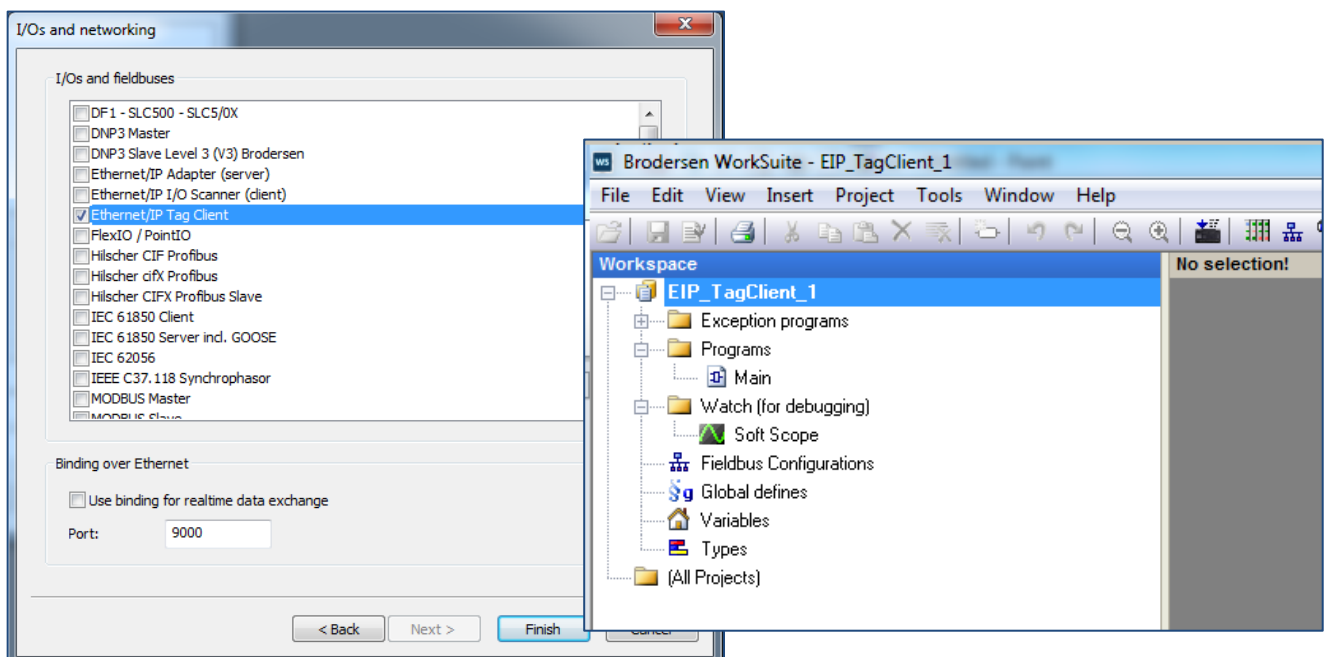 I/Os and networking
I/Os and fieldbuses
DF1 - SLC500 - SLC5/0X
DNP3 Master
DNP3 Slave Level 3 (V3) Brodersen
Ethernet/IP Adapter (server)
Ethernet/IP I/O Scanner (client)
Ethernet/IP Tag Client
FlexIO / PointIO
Hilscher CIF Profibus
Hilscher cifX Profibus
Hilscher CIFX Profibus Slave
IEC 61850 Client
IEC 61850 Server incl. GOOSE
IEC 62056
IEEE C37.118 Synchrophasor
MODBUS Master
MODBUS Slave
Binding over Ethernet
Use binding for realtime data exchange
Port: 9000
< Back Next > Finish Cancel
WS Brodersen WorkSuite - EIP_TagClient_1
File Edit View Insert Project Tools Window Help
Workspace
No selection!
EIP_TagClient_1
Exception programs
Programs
Main
Watch (for debugging)
Soft Scope
Fieldbus Configurations
§g Global defines
Variables
Types
(All Projects)